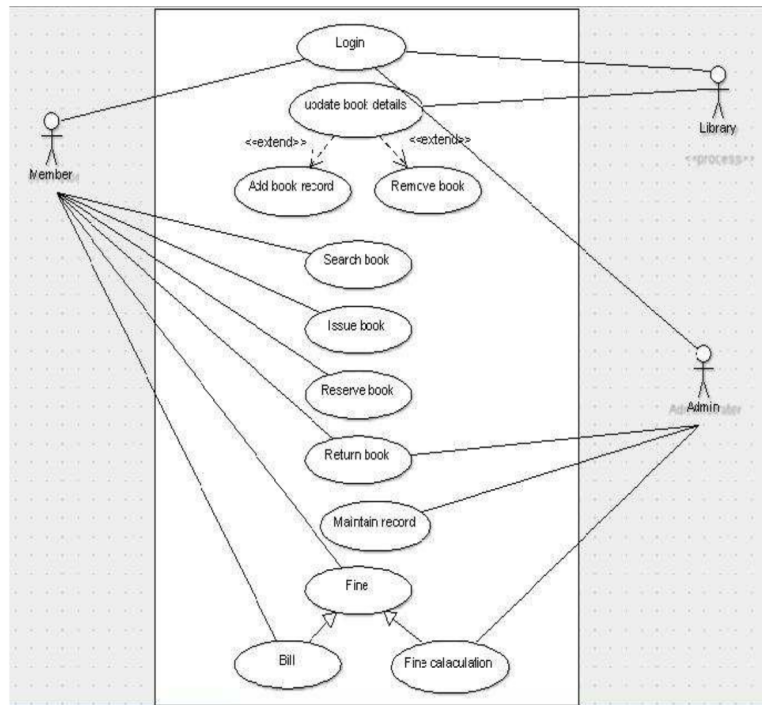 Login
update book details
Library
<<extend>>
<<extend>>
<<process>>
Member
Add book record
Remove book
Search book
Issue book
Reserve book
Admin
Return book
Maintain record
Fine
Bill
Fine calaculation